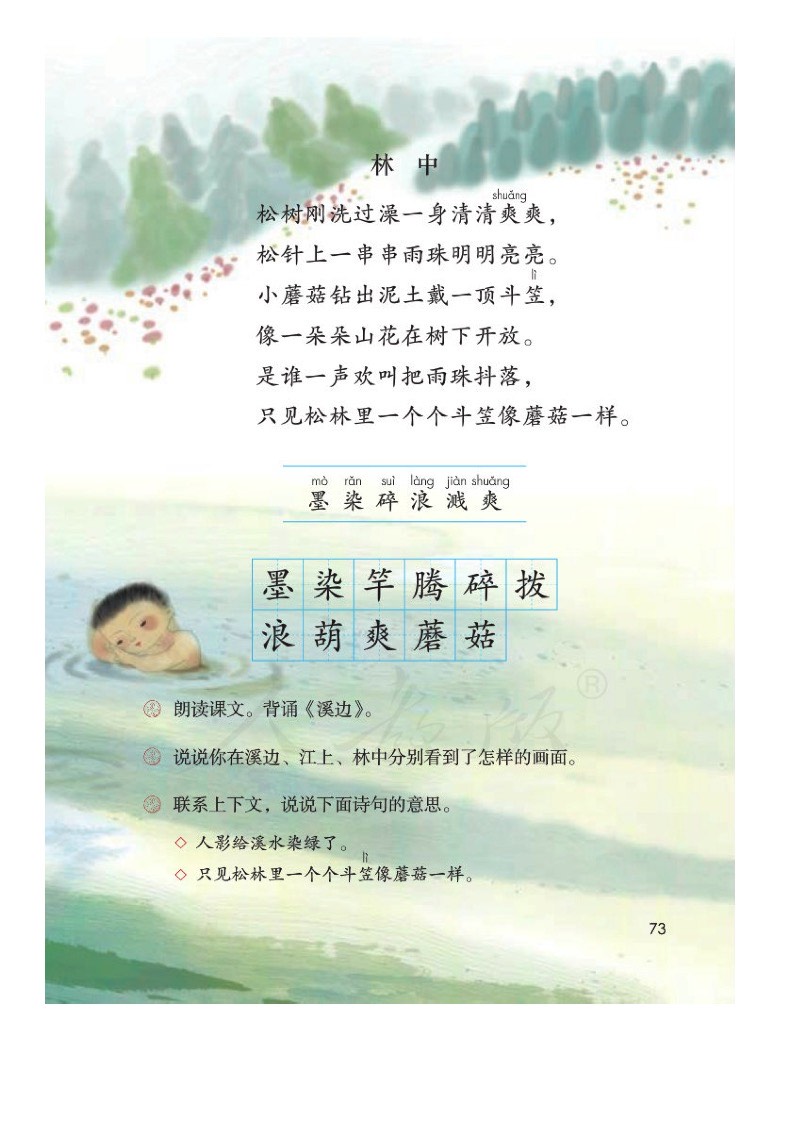 林 中
shuǎng
松树刚洗过澡一身清清爽爽，
松针上一串串雨珠明明亮亮。
lì
小蘑菇钻出泥土戴一顶斗笠，
像一朵朵山花在树下开放。
是谁一声欢叫把雨珠抖落，
只见松林里一个个斗笠像蘑菇一样。
mò rǎn suì làng jiàn shuǎng
墨 染 碎 浪 溅 爽
墨 染 竿 腾 碎 拨
浪 葫 爽 蘑 菇
人教版®
朗读课文。背诵《溪边》。
说说你在溪边、江上、林中分别看到了怎样的画面。
联系上下文，说说下面诗句的意思。
◇ 人影给溪水染绿了。
lì
◇ 只见松林里一个个斗笠像蘑菇一样。
73